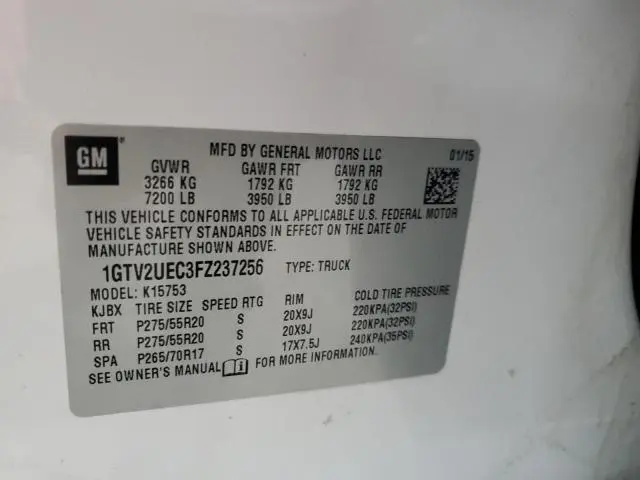 GM
MFD BY GENERAL MOTORS LLC 01/15
GVWR GAWR FRT GAWR RR
3266 KG 1792 KG 1792 KG
7200 LB 3950 LB 3950 LB
THIS VEHICLE CONFORMS TO ALL APPLICABLE U.S. FEDERAL MOTOR
VEHICLE SAFETY STANDARDS IN EFFECT ON THE DATE OF
MANUFACTURE SHOWN ABOVE.
1GTV2UEC3FZ237256 TYPE: TRUCK
MODEL: K15753
KJBX TIRE SIZE SPEED RTG RIM COLD TIRE PRESSURE
FRT P275/55R20 S 20X9J 220KPA(32PSI)
RR P275/55R20 S 20X9J 220KPA(32PSI)
SPA P265/70R17 S 17X7.5J 240KPA(35PSI)
SEE OWNER'S MANUAL FOR MORE INFORMATION.